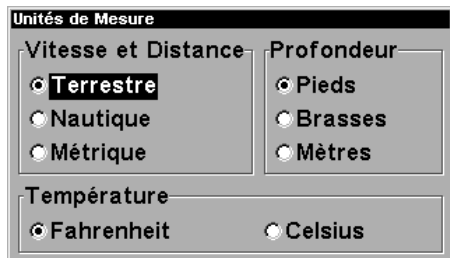 Unités de Mesure
Vitesse et Distance
Terrestre
Nautique
Métrique
Profondeur
Pieds
Brasses
Mètres
Température
Fahrenheit Celsius